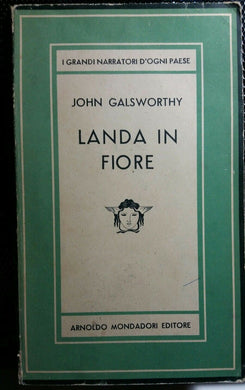 I GRANDI NARRATORI D'OGNI PAESE
JOHN GALSWORTHY
LANDA IN
FIORE
ARNOLDO MONDADORI EDITORE